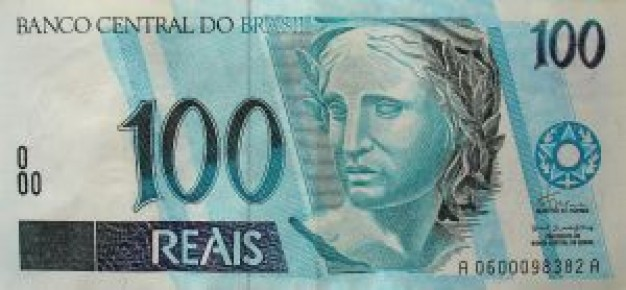 BANCO CENTRAL DO BRASIL
100
100
0
00
REAIS
A 0600098382 A